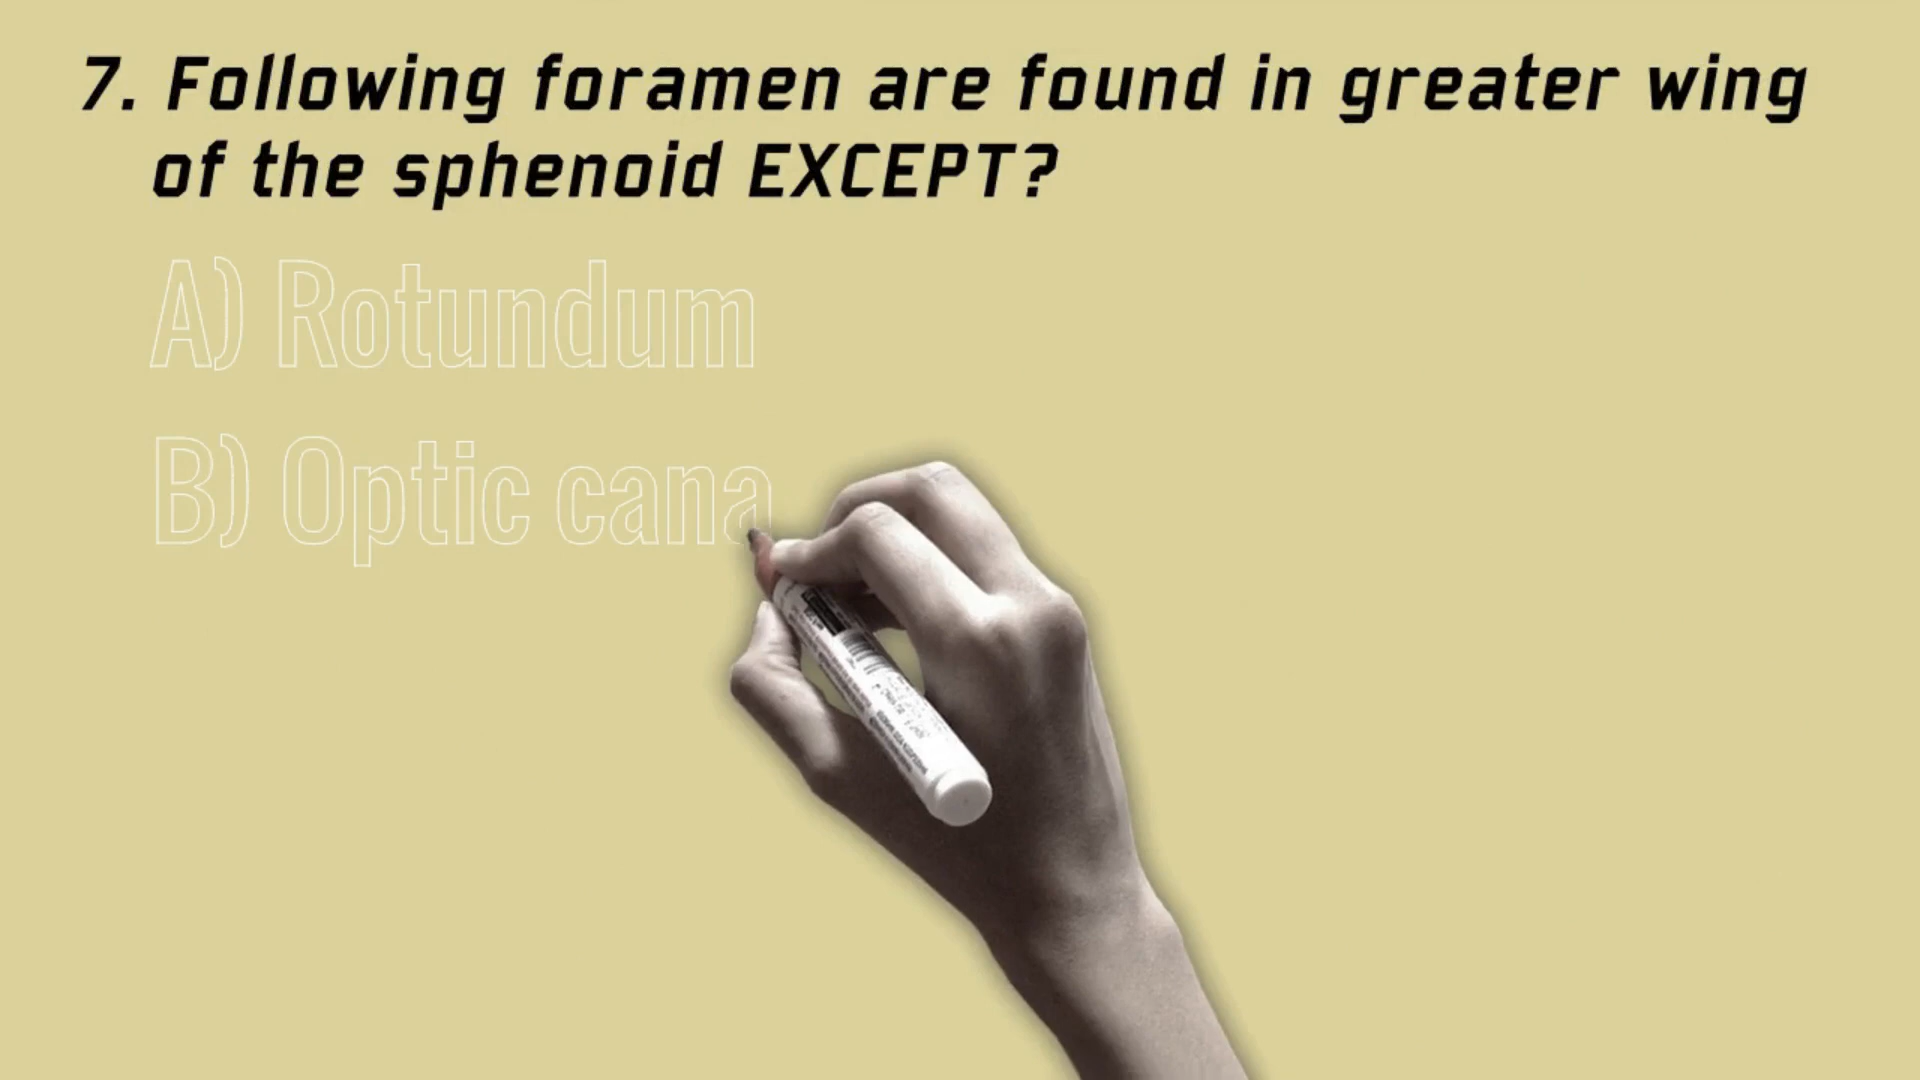 7. Following foramen are found in greater wing
of the sphenoid EXCEPT?
A) Rotundum
B) Optic cana